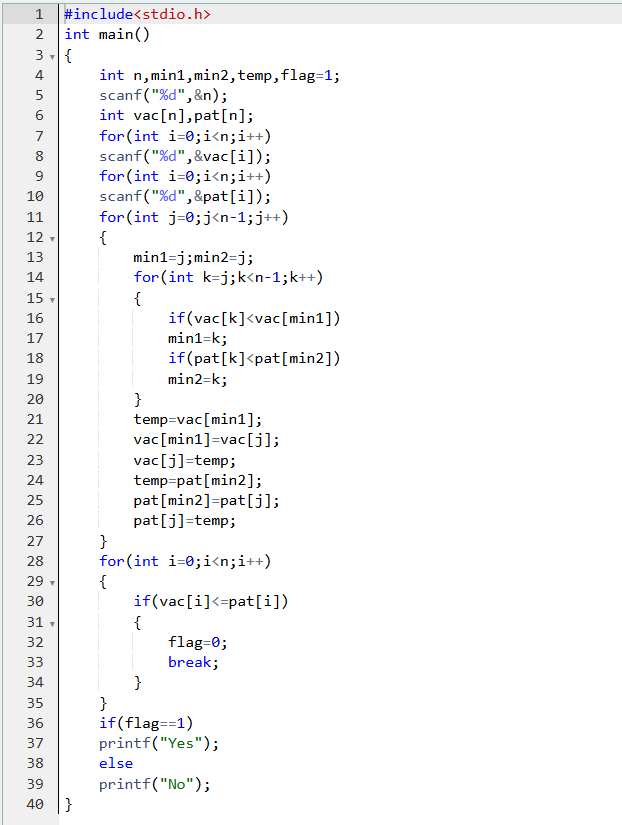 1 #include<stdio.h>
2 int main()
3 {
4 int n,min1,min2,temp,flag=1;
5 scanf("%d",&n);
6 int vac[n],pat[n];
7 for(int i=0;i<n;i++)
8 scanf("%d",&vac[i]);
9 for(int i=0;i<n;i++)
10 scanf("%d",&pat[i]);
11 for(int j=0;j<n-1;j++)
12 {
13 min1=j;min2=j;
14 for(int k=j;k<n-1;k++)
15 {
16 if(vac[k]<vac[min1])
17 min1=k;
18 if(pat[k]<pat[min2])
19 min2=k;
20 }
21 temp=vac[min1];
22 vac[min1]=vac[j];
23 vac[j]=temp;
24 temp=pat[min2];
25 pat[min2]=pat[j];
26 pat[j]=temp;
27 }
28 for(int i=0;i<n;i++)
29 {
30 if(vac[i]<=pat[i])
31 {
32 flag=0;
33 break;
34 }
35 }
36 if(flag==1)
37 printf("Yes");
38 else
39 printf("No");
40 }